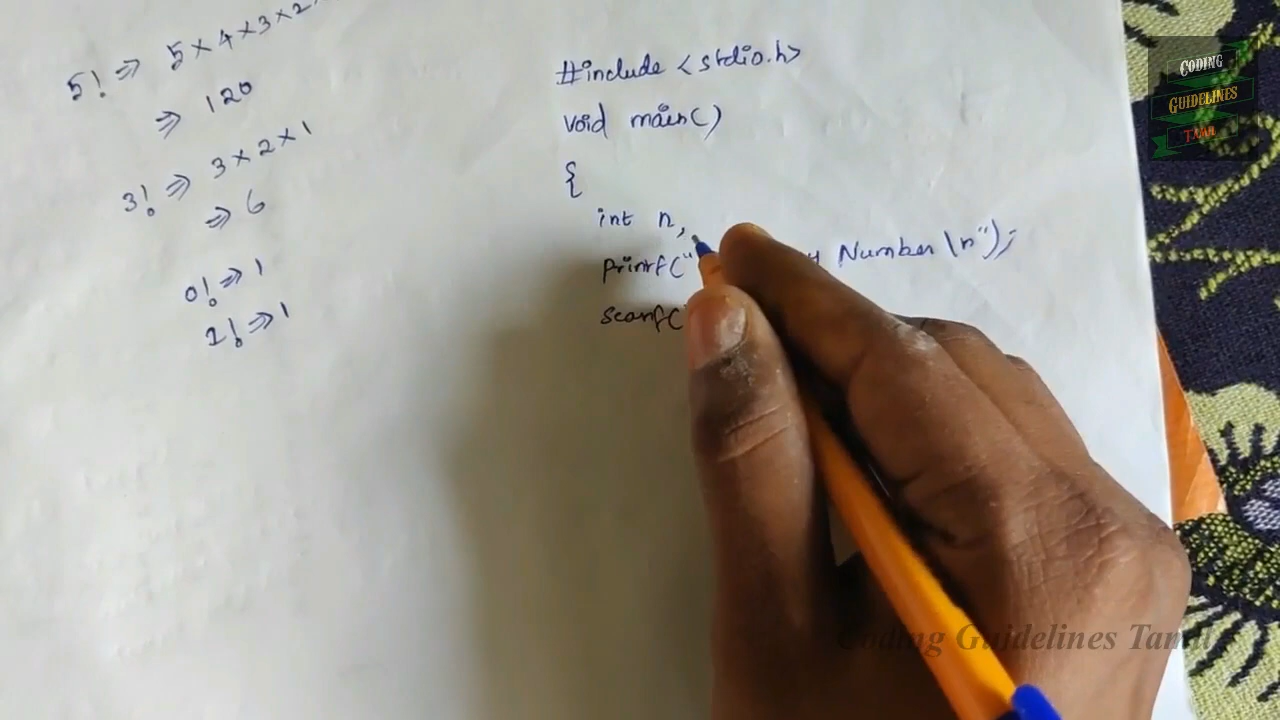 5! ⇒ 5 × 4 × 3 × 2
⇒ 120
3! ⇒ 3 × 2 × 1
⇒ 6
0! ⇒ 1
1! ⇒ 1
#include <stdio.h>
void main()
{
int n,
printf(" Number \n");
scanf("
CODING
GUIDELINES
TAMIL
Coding Guidelines Tamil